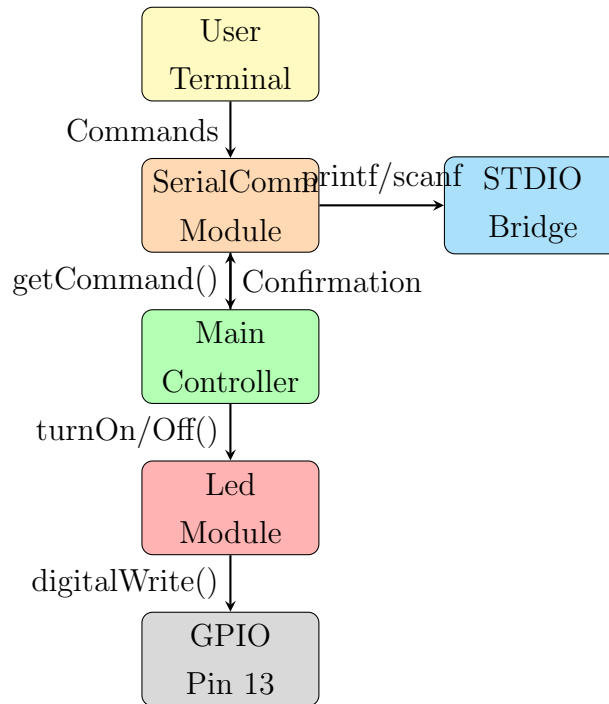 User
Terminal
Commands
SerialComm
Module
printf/scanf
STDIO
Bridge
getCommand()
Confirmation
Main
Controller
turnOn/Off()
Led
Module
digitalWrite()
GPIO
Pin 13